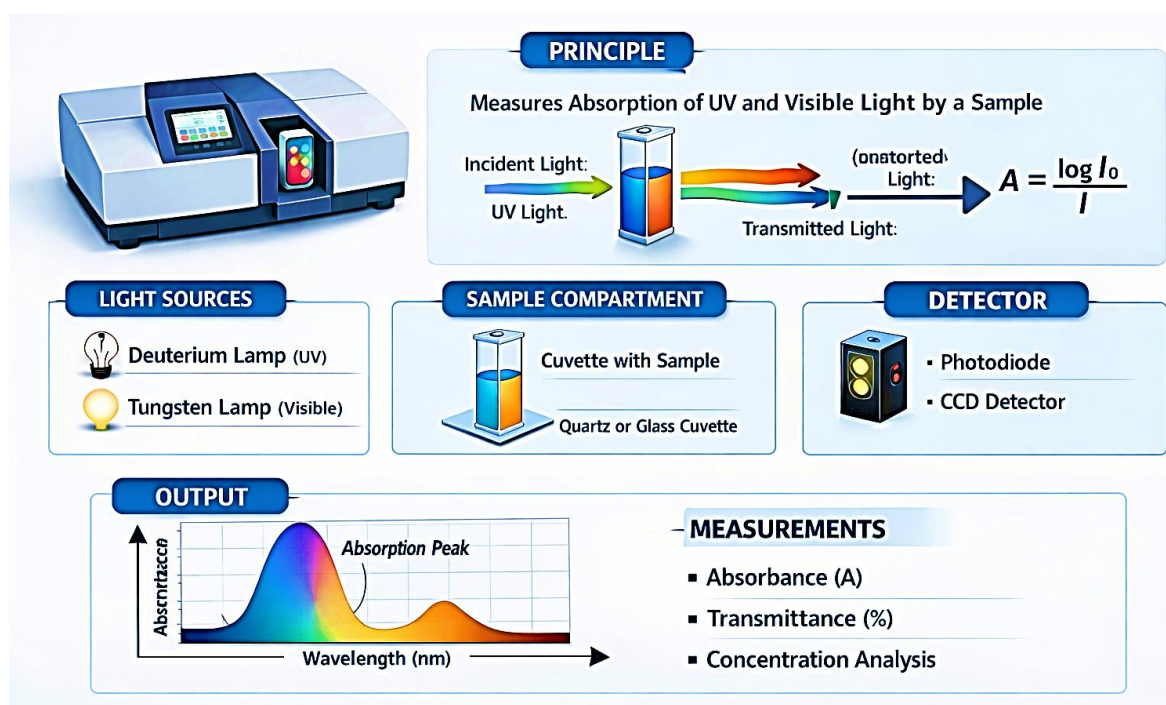 PRINCIPLE
Measures Absorption of UV and Visible Light by a Sample
Incident Light:
UV Light.
(onstorted)
Light:
Transmitted Light:
A = log I₀ / I
LIGHT SOURCES
Deuterium Lamp (UV)
Tungsten Lamp (Visible)
SAMPLE COMPARTMENT
Cuvette with Sample
Quartz or Glass Cuvette
DETECTOR
▪ Photodiode
▪ CCD Detector
OUTPUT
Absorption Peak
Wavelength (nm)
MEASUREMENTS
▪ Absorbance (A)
▪ Transmittance (%)
▪ Concentration Analysis